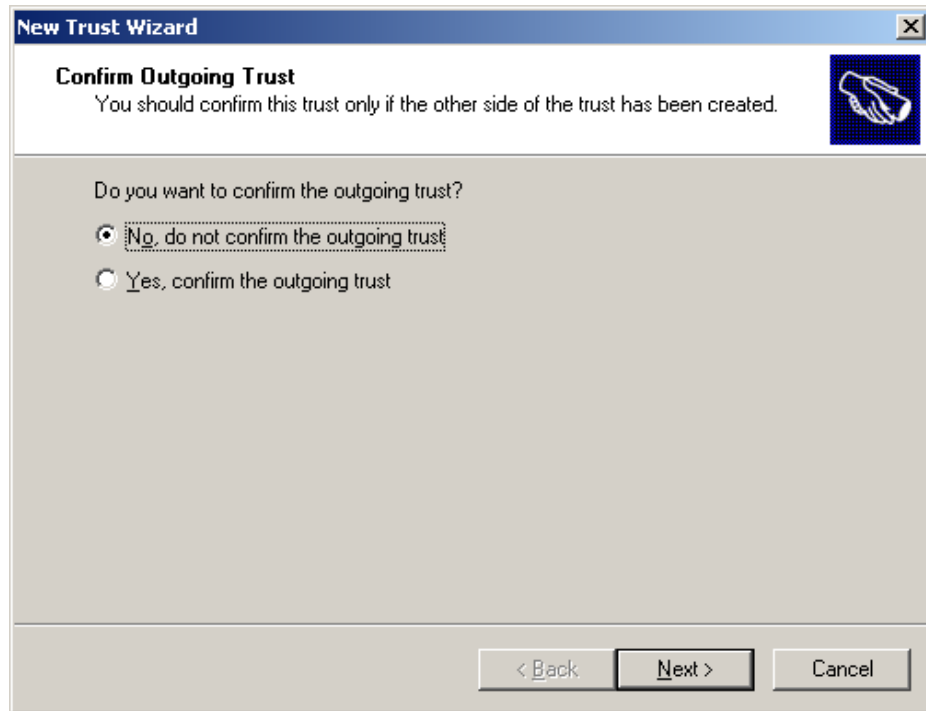 New Trust Wizard
Confirm Outgoing Trust
You should confirm this trust only if the other side of the trust has been created.
Do you want to confirm the outgoing trust?
No, do not confirm the outgoing trust
Yes, confirm the outgoing trust
< Back Next > Cancel